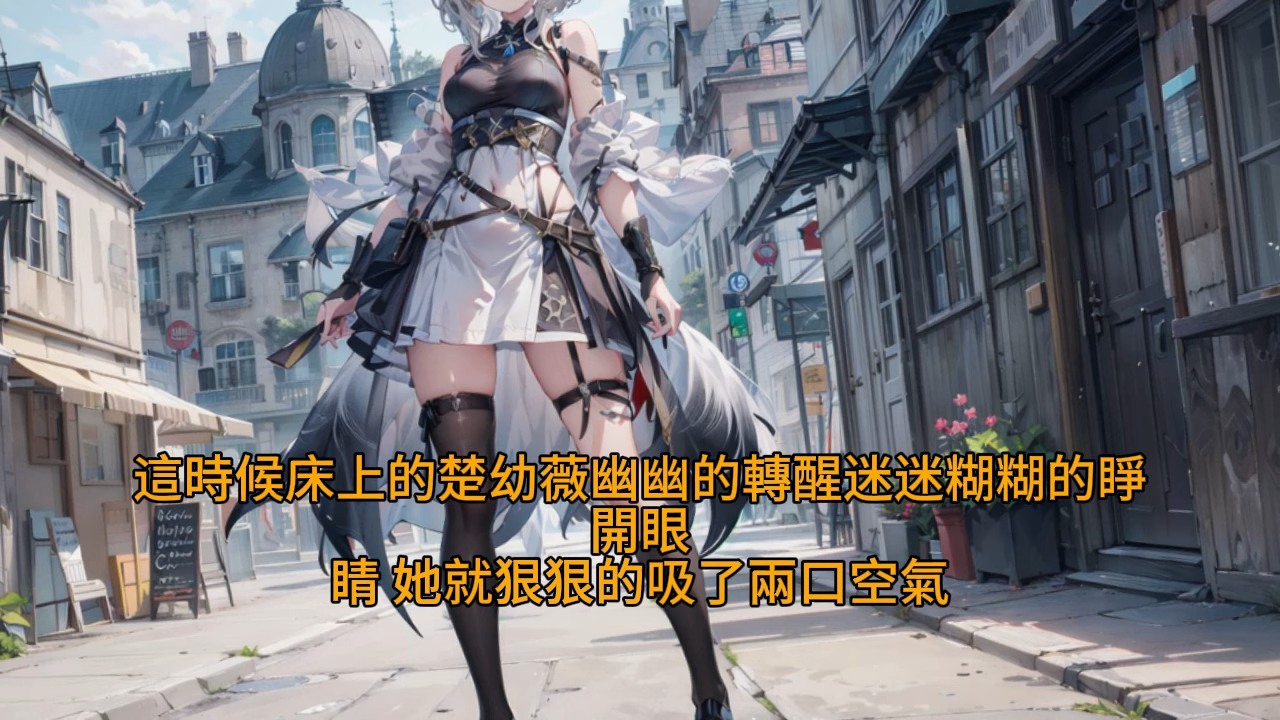 這時候床上的楚幼薇幽幽的轉醒迷迷糊糊的睜
開眼
睛 她就狠狠的吸了兩口空氣